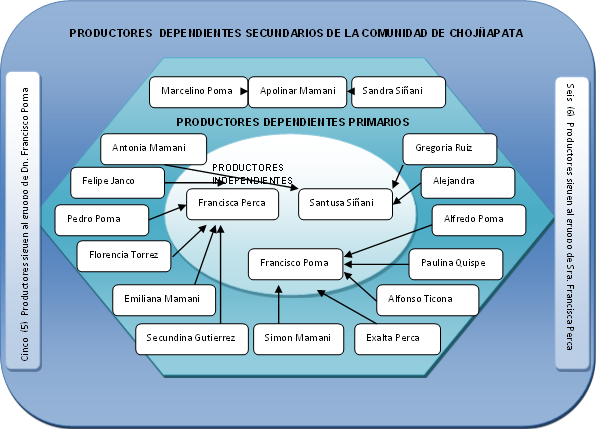 PRODUCTORES DEPENDIENTES SECUNDARIOS DE LA COMUNIDAD DE CHOJÑAPATA
Marcelino Poma
Apolinar Mamani
Sandra Siñani
PRODUCTORES DEPENDIENTES PRIMARIOS
Antonia Mamani
Gregoria Ruiz
PRODUCTORES
INDEPENDIENTES
Felipe Janco
Alejandra
Francisca Perca
Santusa Siñani
Pedro Poma
Alfredo Poma
Florencia Torrez
Francisco Poma
Paulina Quispe
Emiliana Mamani
Alfonso Ticona
Secundina Gutierrez
Simon Mamani
Exalta Perca
Cinco (5) Productores siguen al grupo de Dn. Francisco Poma
Seis (6) Productores siguen al grupo de Sra. Francisca Perca